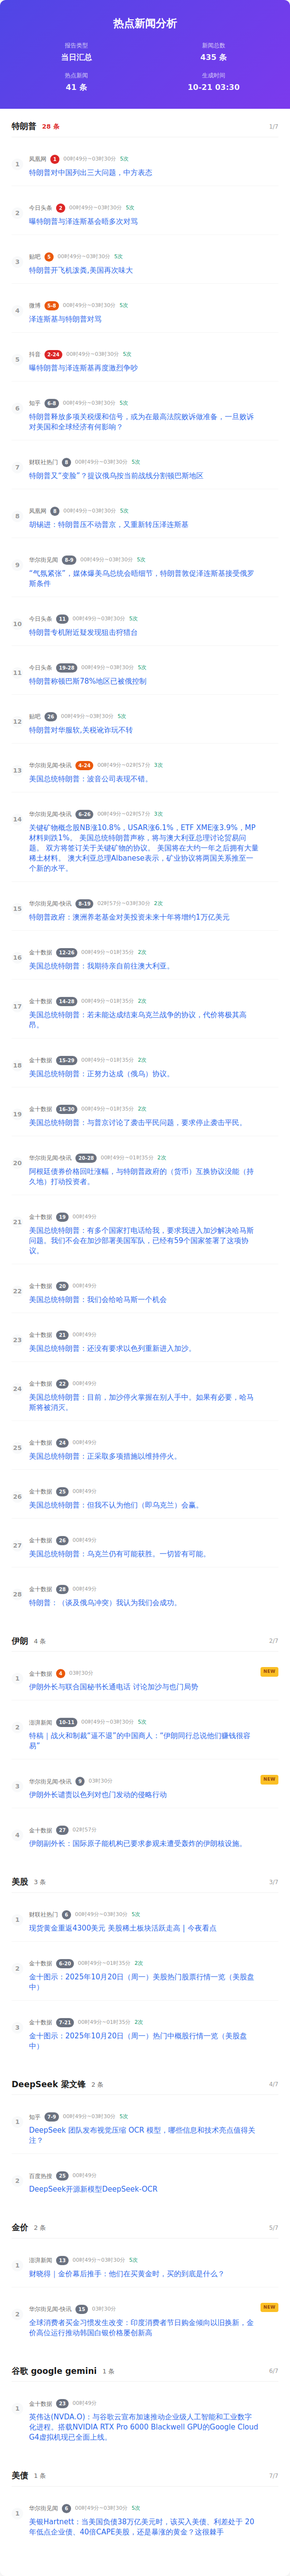 热点新闻分析
报告类型
当日汇总
新闻总数
435 条
热点新闻
41 条
生成时间
10-21 03:30
特朗普 28 条 1/7
1
凤凰网 1 00时49分~03时30分 5次
特朗普对中国列出三大问题，中方表态
2
今日头条 2 00时49分~03时30分 5次
曝特朗普与泽连斯基会晤多次对骂
3
贴吧 5 00时49分~03时30分 5次
特朗普开飞机泼粪,美国再次味大
4
微博 5-8 00时49分~03时30分 5次
泽连斯基与特朗普对骂
5
抖音 2-24 00时49分~03时30分 5次
曝特朗普与泽连斯基再度激烈争吵
6
知乎 6-8 00时49分~03时30分 5次
特朗普释放多项关税缓和信号，或为在最高法院败诉做准备，一旦败诉
对美国和全球经济有何影响？
7
财联社热门 8 00时49分~03时30分 5次
特朗普又“变脸”？提议俄乌按当前战线分割顿巴斯地区
8
凤凰网 8 00时49分~03时30分 5次
胡锡进：特朗普压不动普京，又重新转压泽连斯基
9
华尔街见闻 8-9 00时49分~03时30分 5次
“气氛紧张”，媒体爆美乌总统会晤细节，特朗普敦促泽连斯基接受俄罗
斯条件
10
今日头条 11 00时49分~03时30分 5次
特朗普专机附近疑发现狙击狩猎台
11
今日头条 19-28 00时49分~03时30分 5次
特朗普称顿巴斯78%地区已被俄控制
12
贴吧 26 00时49分~03时30分 5次
特朗普对华服软,关税讹诈玩不转
13
华尔街见闻-快讯 4-24 00时49分~02时57分 3次
美国总统特朗普：波音公司表现不错。
14
华尔街见闻-快讯 6-26 00时49分~02时57分 3次
关键矿物概念股NB涨10.8%，USAR涨6.1%，ETF XME涨3.9%，MP
材料则跌1%。 美国总统特朗普声称，将与澳大利亚总理讨论贸易问
题。 双方将签订关于关键矿物的协议。 美国将在大约一年之后拥有大量
稀土材料。 澳大利亚总理Albanese表示，矿业协议将两国关系推至一
个新的水平。
15
华尔街见闻-快讯 8-19 02时57分~03时30分 2次
特朗普政府：澳洲养老基金对美投资未来十年将增约1万亿美元
16
金十数据 12-26 00时49分~01时35分 2次
美国总统特朗普：我期待亲自前往澳大利亚。
17
金十数据 14-28 00时49分~01时35分 2次
美国总统特朗普：若未能达成结束乌克兰战争的协议，代价将极其高
昂。
18
金十数据 15-29 00时49分~01时35分 2次
美国总统特朗普：正努力达成（俄乌）协议。
19
金十数据 16-30 00时49分~01时35分 2次
美国总统特朗普：与普京讨论了袭击平民问题，要求停止袭击平民。
20
华尔街见闻-快讯 20-28 00时49分~01时35分 2次
阿根廷债券价格回吐涨幅，与特朗普政府的（货币）互换协议没能（持
久地）打动投资者。
21
金十数据 19 00时49分
美国总统特朗普：有多个国家打电话给我，要求我进入加沙解决哈马斯
问题。我们不会在加沙部署美国军队，已经有59个国家签署了这项协
议。
22
金十数据 20 00时49分
美国总统特朗普：我们会给哈马斯一个机会
23
金十数据 21 00时49分
美国总统特朗普：还没有要求以色列重新进入加沙。
24
金十数据 22 00时49分
美国总统特朗普：目前，加沙停火掌握在别人手中。如果有必要，哈马
斯将被消灭。
25
金十数据 24 00时49分
美国总统特朗普：正采取多项措施以维持停火。
26
金十数据 25 00时49分
美国总统特朗普：但我不认为他们（即乌克兰）会赢。
27
金十数据 26 00时49分
美国总统特朗普：乌克兰仍有可能获胜。一切皆有可能。
28
金十数据 28 00时49分
特朗普：（谈及俄乌冲突）我认为我们会成功。
伊朗 4 条 2/7
1
金十数据 4 03时30分 NEW
伊朗外长与联合国秘书长通电话 讨论加沙与也门局势
2
澎湃新闻 10-11 00时49分~03时30分 5次
特稿｜战火和制裁“逼不退”的中国商人：“伊朗同行总说他们赚钱很容
易”
3
华尔街见闻-快讯 9 03时30分 NEW
伊朗外长谴责以色列对也门发动的侵略行动
4
金十数据 27 02时57分
伊朗副外长：国际原子能机构已要求参观未遭受轰炸的伊朗核设施。
美股 3 条 3/7
1
财联社热门 6 00时49分~03时30分 5次
现货黄金重返4300美元 美股稀土板块活跃走高 | 今夜看点
2
金十数据 6-20 00时49分~01时35分 2次
金十图示：2025年10月20日（周一）美股热门股票行情一览（美股盘
中）
3
金十数据 7-21 00时49分~01时35分 2次
金十图示：2025年10月20日（周一）热门中概股行情一览（美股盘
中）
DeepSeek 梁文锋 2 条 4/7
1
知乎 7-9 00时49分~03时30分 5次
DeepSeek 团队发布视觉压缩 OCR 模型，哪些信息和技术亮点值得关
注？
2
百度热搜 25 00时49分
DeepSeek开源新模型DeepSeek-OCR
金价 2 条 5/7
1
澎湃新闻 13 00时49分~03时30分 5次
财晓得｜金价幕后推手：他们在买黄金时，买的到底是什么？
2
华尔街见闻-快讯 15 03时30分 NEW
全球消费者买金习惯发生改变：印度消费者节日购金倾向以旧换新，金
价高位运行推动韩国白银价格屡创新高
谷歌 google gemini 1 条 6/7
1
金十数据 23 00时49分
英伟达(NVDA.O)：与谷歌云宣布加速推动企业级人工智能和工业数字
化进程。搭载NVIDIA RTX Pro 6000 Blackwell GPU的Google Cloud
G4虚拟机现已全面上线。
美债 1 条 7/7
1
华尔街见闻 6 00时49分~03时30分 5次
美银Hartnett：当美国负债38万亿美元时，该买入美债、利差处于 20
年低点企业债、40倍CAPE美股，还是暴涨的黄金？这很棘手